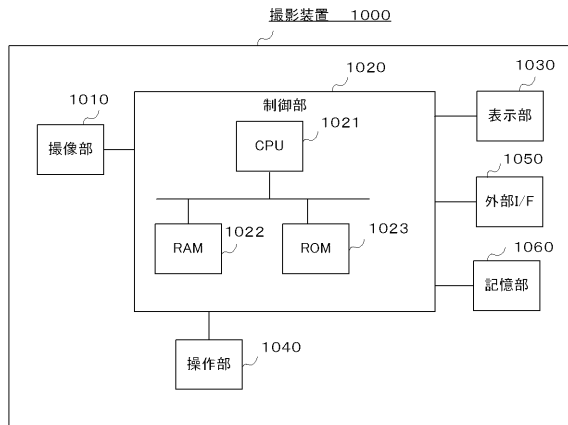 撮影装置 1000
1020
1030
制御部
表示部
1010
1021
撮像部
CPU
1050
外部I/F
1022
1023
RAM
ROM
1060
記憶部
1040
操作部